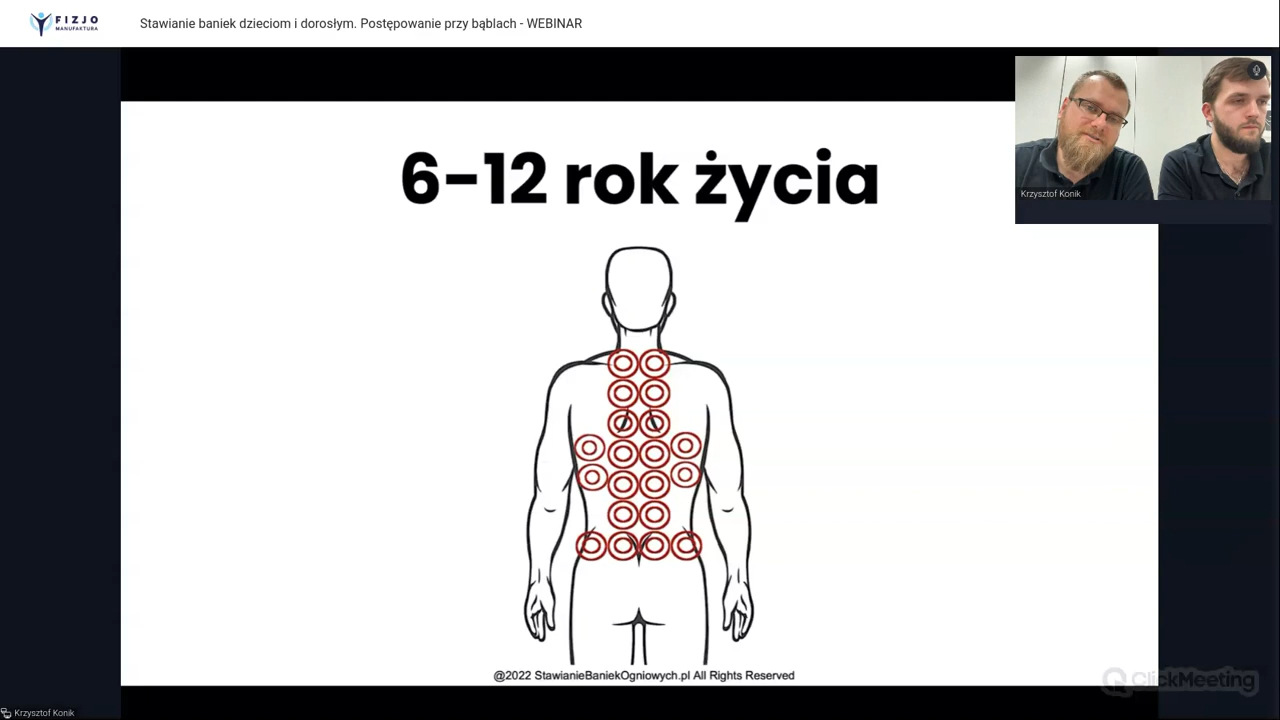 FIZJO
MANUFAKTURA
Stawianie baniek dzieciom i dorosłym. Postępowanie przy bąblach - WEBINAR
Krzysztof Konik
6-12 rok życia
@2022 StawianieBaniekOgniowych.pl All Rights Reserved
ClickMeeting
Krzysztof Konik